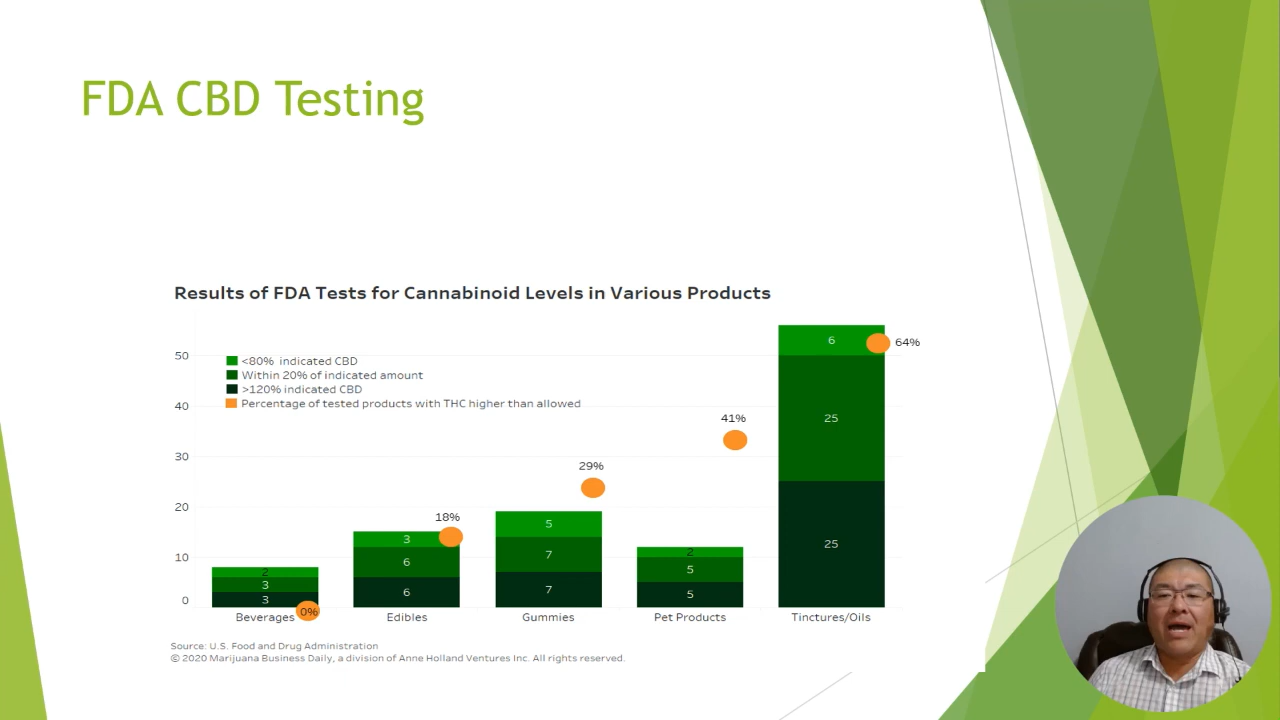 FDA CBD Testing
Results of FDA Tests for Cannabinoid Levels in Various Products
<80% indicated CBD
Within 20% of indicated amount
>120% indicated CBD
Percentage of tested products with THC higher than allowed
50
40
30
20
10
0
2
3
3
0%
18%
3
6
6
29%
5
7
7
41%
2
5
5
64%
6
25
25
Beverages Edibles Gummies Pet Products Tinctures/Oils
Source: U.S. Food and Drug Administration
© 2020 Marijuana Business Daily, a division of Anne Holland Ventures Inc. All rights reserved.